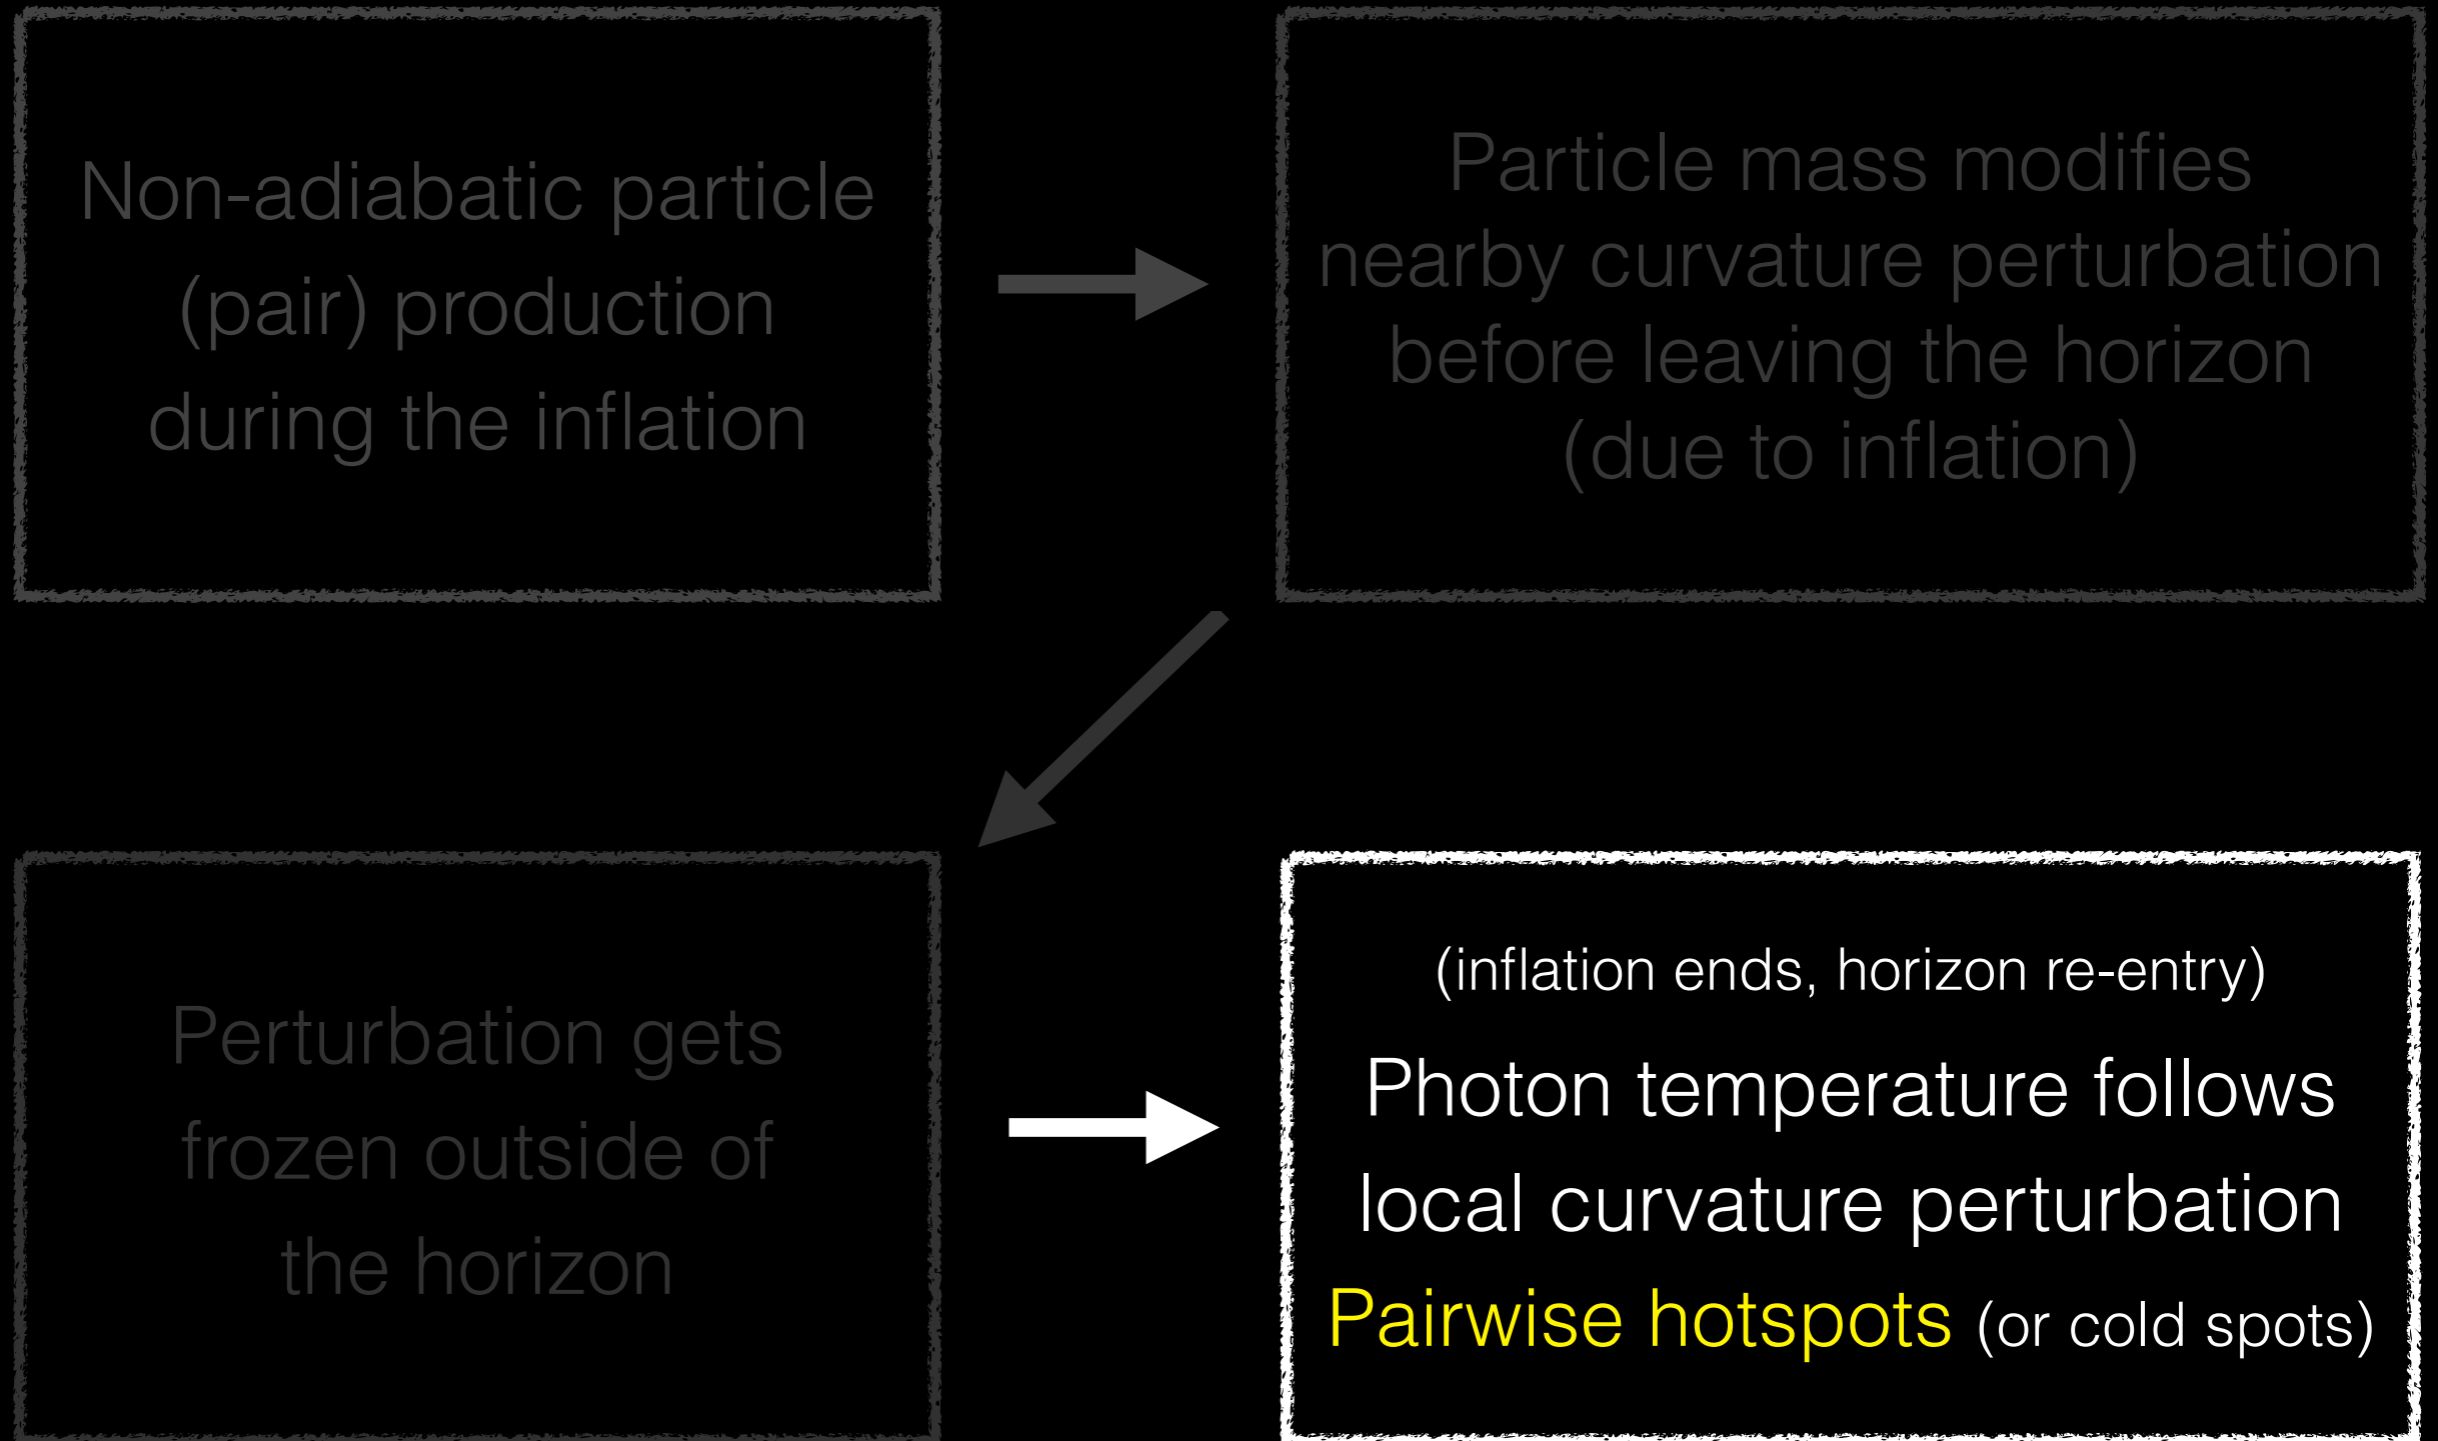 Non-adiabatic particle
(pair) production
during the inflation
Particle mass modifies
nearby curvature perturbation
before leaving the horizon
(due to inflation)
Perturbation gets
frozen outside of
the horizon
(inflation ends, horizon re-entry)
Photon temperature follows
local curvature perturbation
Pairwise hotspots (or cold spots)